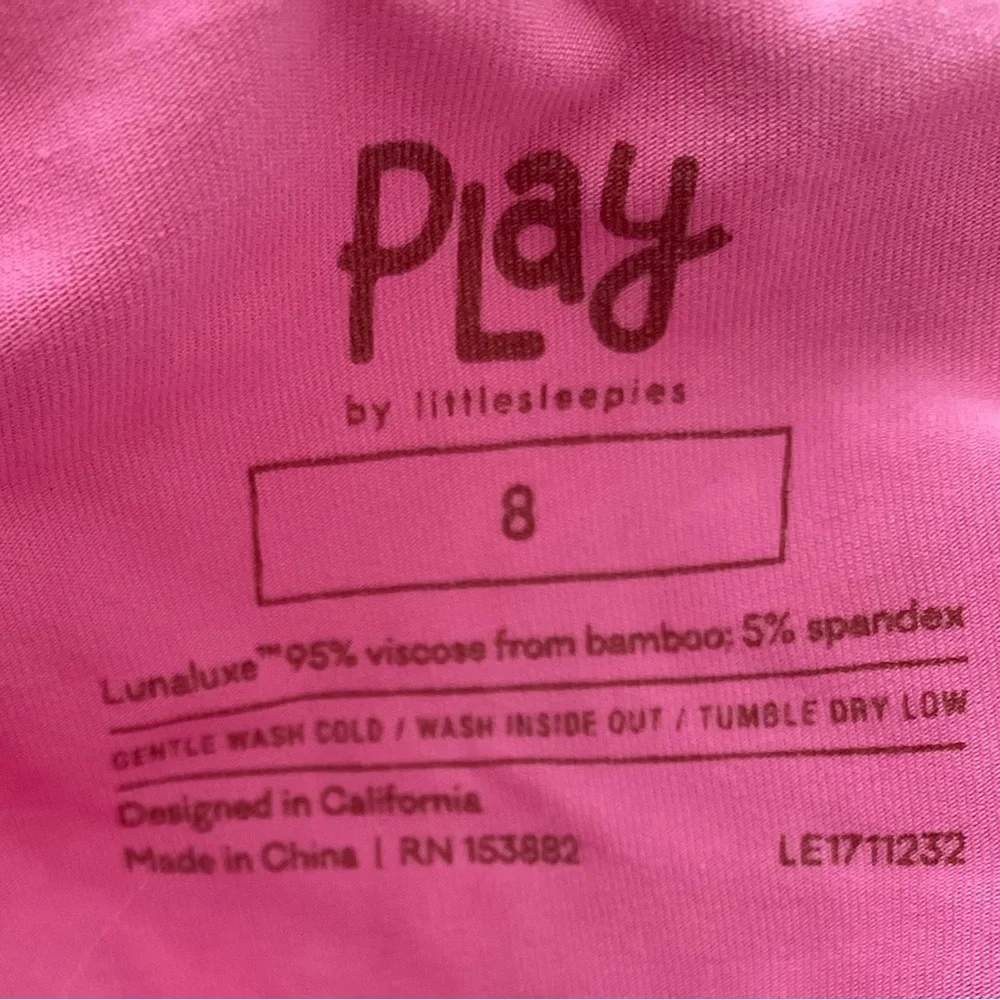 PLay
by littlesleepies
8
Lunaluxe™ 95% viscose from bamboo; 5% spandex
GENTLE WASH COLD / WASH INSIDE OUT / TUMBLE DRY LOW
Designed in California
Made in China | RN 153882 LE1711232